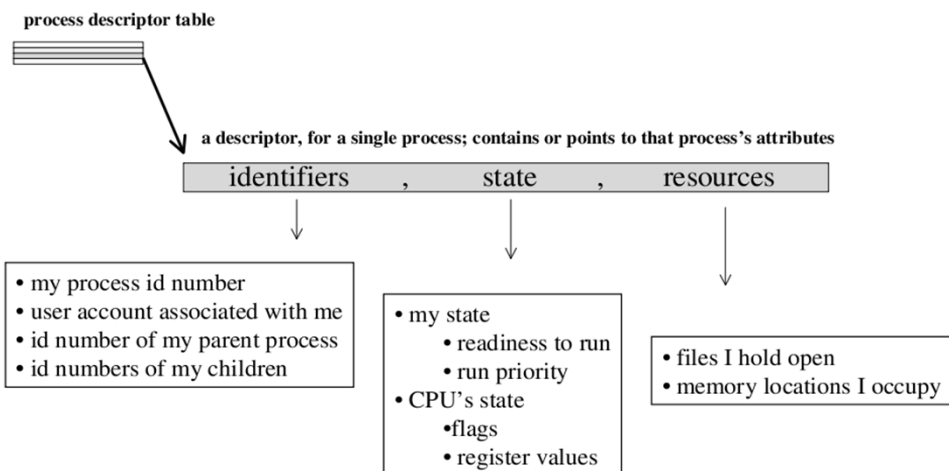 process descriptor table
a descriptor, for a single process; contains or points to that process's attributes
identifiers , state , resources
• my process id number
• user account associated with me
• id number of my parent process
• id numbers of my children
• my state
• readiness to run
• run priority
• CPU's state
•flags
• register values
• files I hold open
• memory locations I occupy